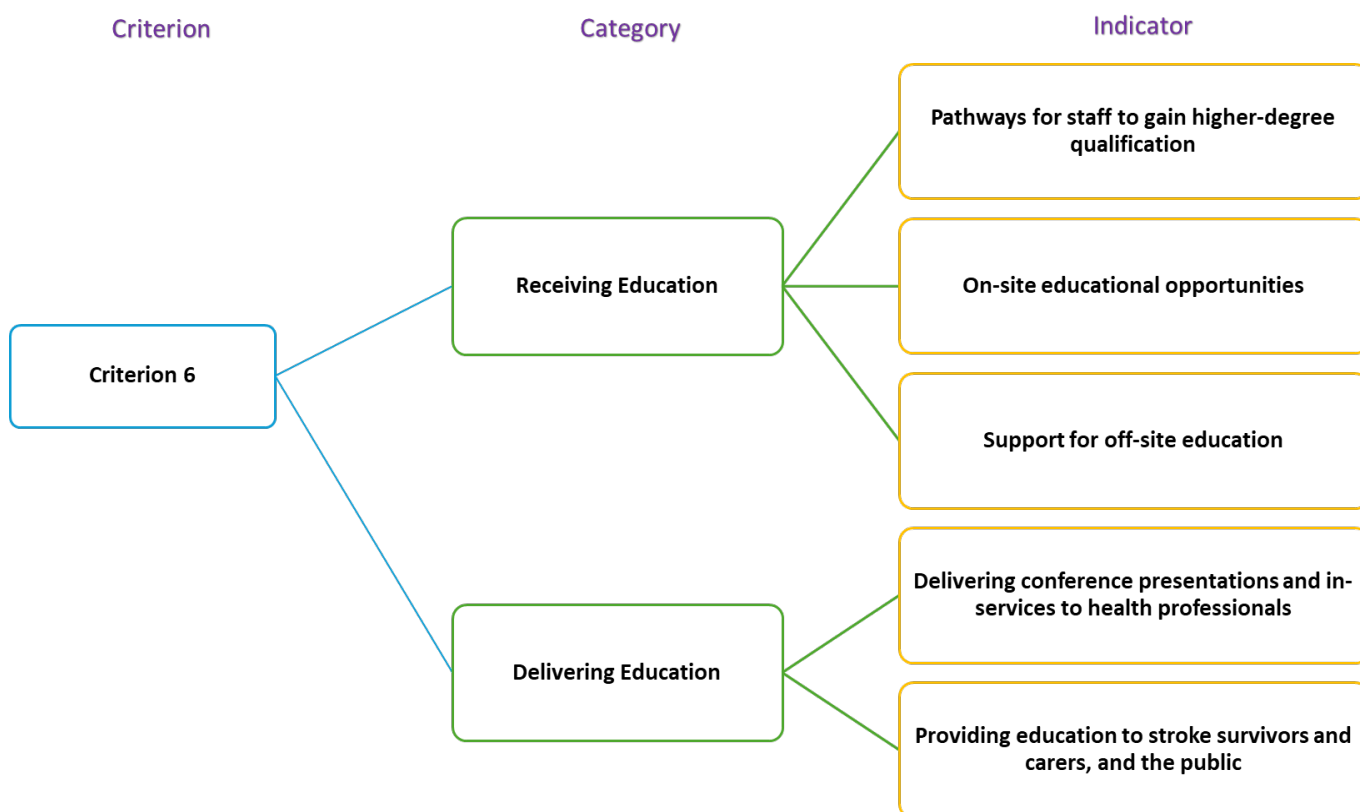 Criterion
Category
Indicator
Pathways for staff to gain higher-degree
qualification
Receiving Education
On-site educational opportunities
Criterion 6
Support for off-site education
Delivering conference presentations and in-
services to health professionals
Delivering Education
Providing education to stroke survivors and
carers, and the public